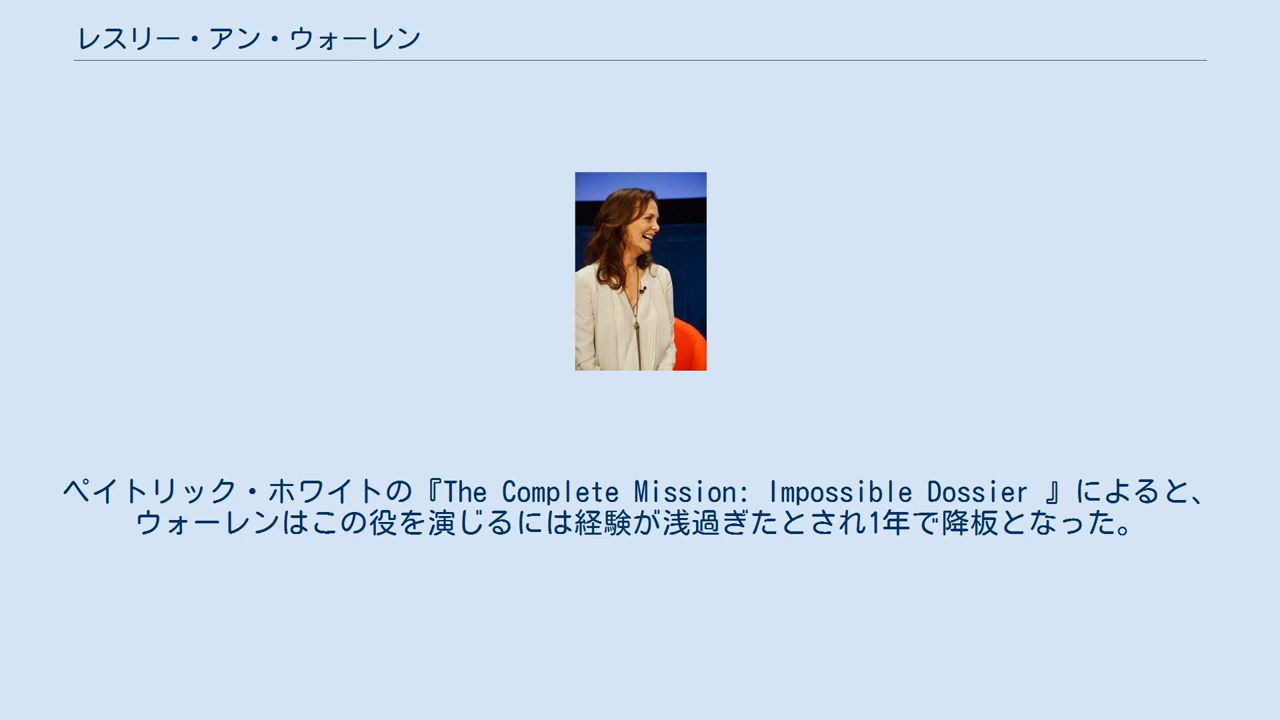 レスリー・アン・ウォーレン
ペイトリック・ホワイトの『The Complete Mission: Impossible Dossier 』によると、
ウォーレンはこの役を演じるには経験が浅過ぎたとされ1年で降板となった。